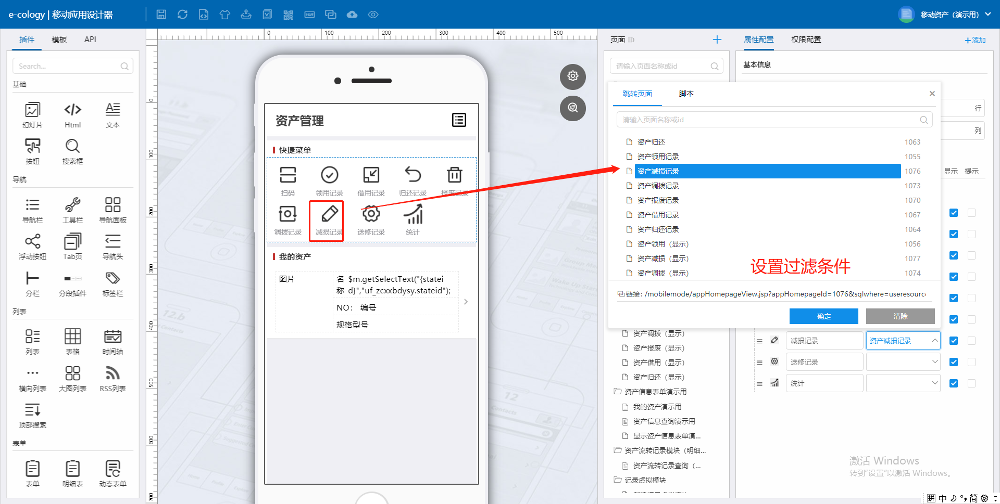 e-cology | 移动应用设计器
移动资产（演示用）
插件
模板
API
Search...
基础
幻灯片
Html
文本
按钮
搜索框
导航
导航栏
工具栏
导航面板
浮动按钮
Tab页
导航头
分栏
分段插件
标签栏
列表
列表
表格
时间轴
横向列表
大图列表
RSS列表
顶部搜索
表单
表单
明细表
动态表单
0
100
200
300
400
500
0
100
200
300
400
500
600
700
资产管理
快捷菜单
扫码
领用记录
借用记录
归还记录
报废记录
调拨记录
减损记录
送修记录
统计
我的资产
图片
名称
$m.getSelectText("{statei
d}","uf_zcxxbdysy.stateid");
NO： 编号
规格型号
页面 ID
请输入页面名称或id
属性配置
权限配置
添加
基本信息
行
列
显示 提示
跳转页面
脚本
请输入页面名称或id
资产归还 1063
资产领用记录 1055
资产减损记录 1076
资产调拨记录 1073
资产报废记录 1070
资产借用记录 1067
资产归还记录 1064
资产领用（显示） 1056
资产减损（显示） 1077
资产调拨（显示） 1074
设置过滤条件
链接: /mobilemode/appHomepageView.jsp?appHomepageId=1076&sqlwhere=useresource
确定
清除
资产调拨（显示）
资产报废（显示）
资产借用（显示）
资产归还（显示）
资产信息表单演示用
我的资产演示用
资产信息查询演示用
显示资产信息表单演...
资产流转记录模块（明细...
资产流转记录查询（...
记录虚拟模块
减损记录
资产减损记录
送修记录
统计
激活 Windows
转到“设置”以激活 Windows。
拼 中 简